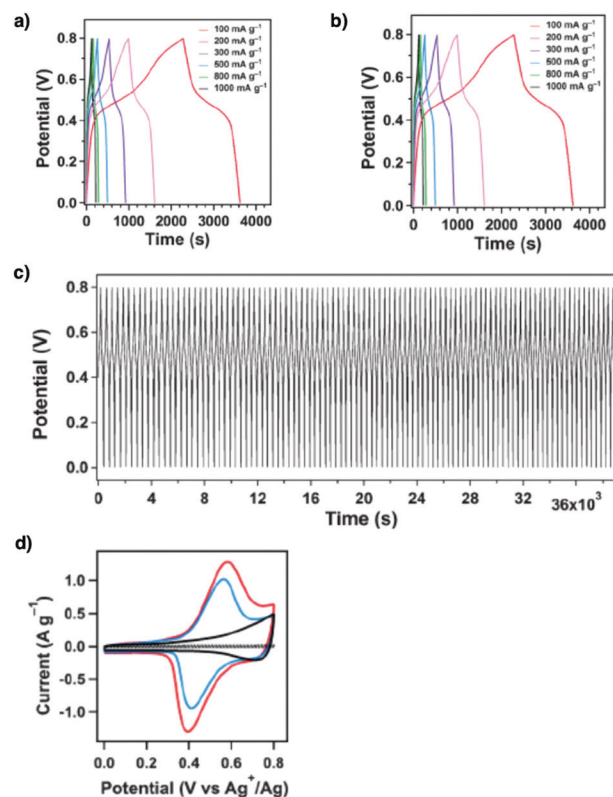 a)
100 mA g⁻¹
200 mA g⁻¹
300 mA g⁻¹
500 mA g⁻¹
800 mA g⁻¹
1000 mA g⁻¹
Potential (V)
0.8
0.6
0.4
0.2
0.0
0 1000 2000 3000 4000
Time (s)
b)
100 mA g⁻¹
200 mA g⁻¹
300 mA g⁻¹
500 mA g⁻¹
800 mA g⁻¹
1000 mA g⁻¹
Potential (V)
0.8
0.6
0.4
0.2
0.0
0 1000 2000 3000 4000
Time (s)
c)
Potential (V)
0.8
0.6
0.4
0.2
0.0
0 4 8 12 16 20 24 28 32 36x10³
Time (s)
d)
Current (A g⁻¹)
1.0
0.5
0.0
-0.5
-1.0
0.0 0.2 0.4 0.6 0.8
Potential (V vs Ag⁺/Ag)